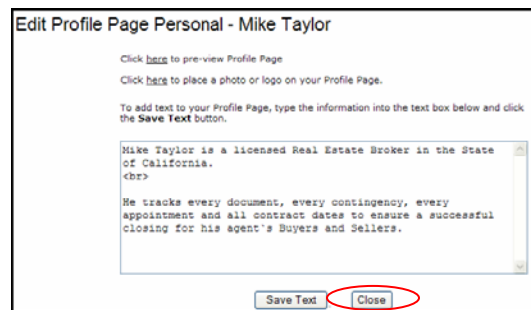 Edit Profile Page Personal - Mike Taylor
Click here to pre-view Profile Page
Click here to place a photo or logo on your Profile Page.
To add text to your Profile Page, type the information into the text box below and click
the Save Text button.
Mike Taylor is a licensed Real Estate Broker in the State
of California.
<br>
He tracks every document, every contingency, every
appointment and all contract dates to ensure a successful
closing for his agent's Buyers and Sellers.
Save Text Close